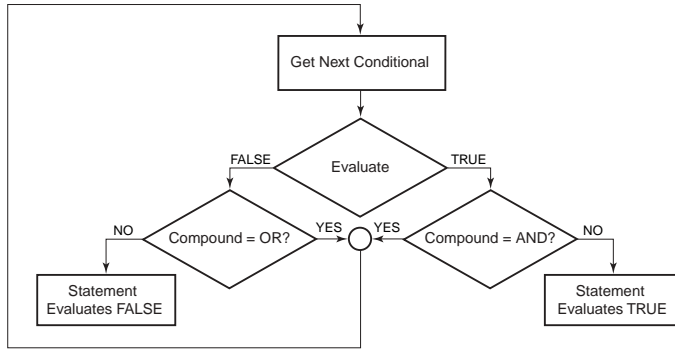 Get Next Conditional
FALSE
Evaluate
TRUE
NO
Compound = OR?
YES
YES
Compound = AND?
NO
Statement
Evaluates FALSE
Statement
Evaluates TRUE